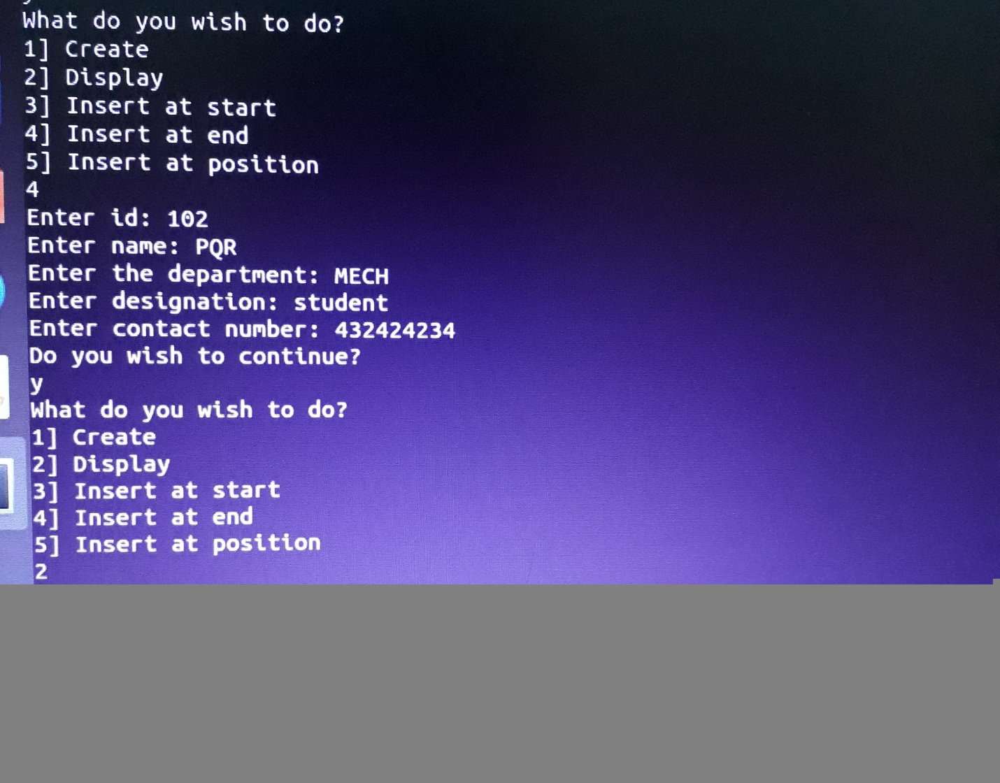 What do you wish to do?
1] Create
2] Display
3] Insert at start
4] Insert at end
5] Insert at position
4
Enter id: 102
Enter name: PQR
Enter the department: MECH
Enter designation: student
Enter contact number: 432424234
Do you wish to continue?
y
What do you wish to do?
1] Create
2] Display
3] Insert at start
4] Insert at end
5] Insert at position
2